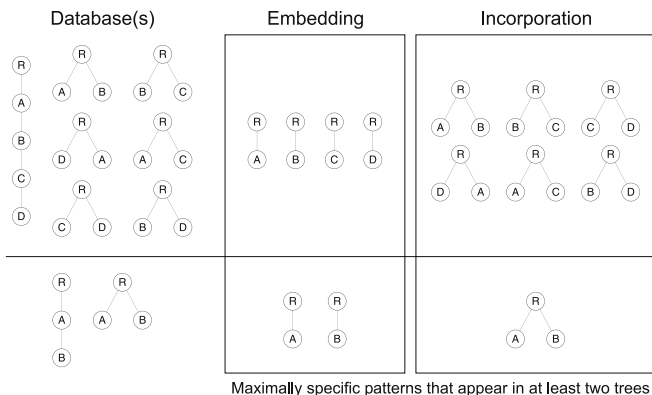 Database(s) Embedding Incorporation
R R R
A A B B C
R R R R
R R R
B R R A B B C C D
C D A A C A B C D R R R
R R
D C D B D D A A C B D
R R R R R
A A B
B A B A B
Maximally specific patterns that appear in at least two trees